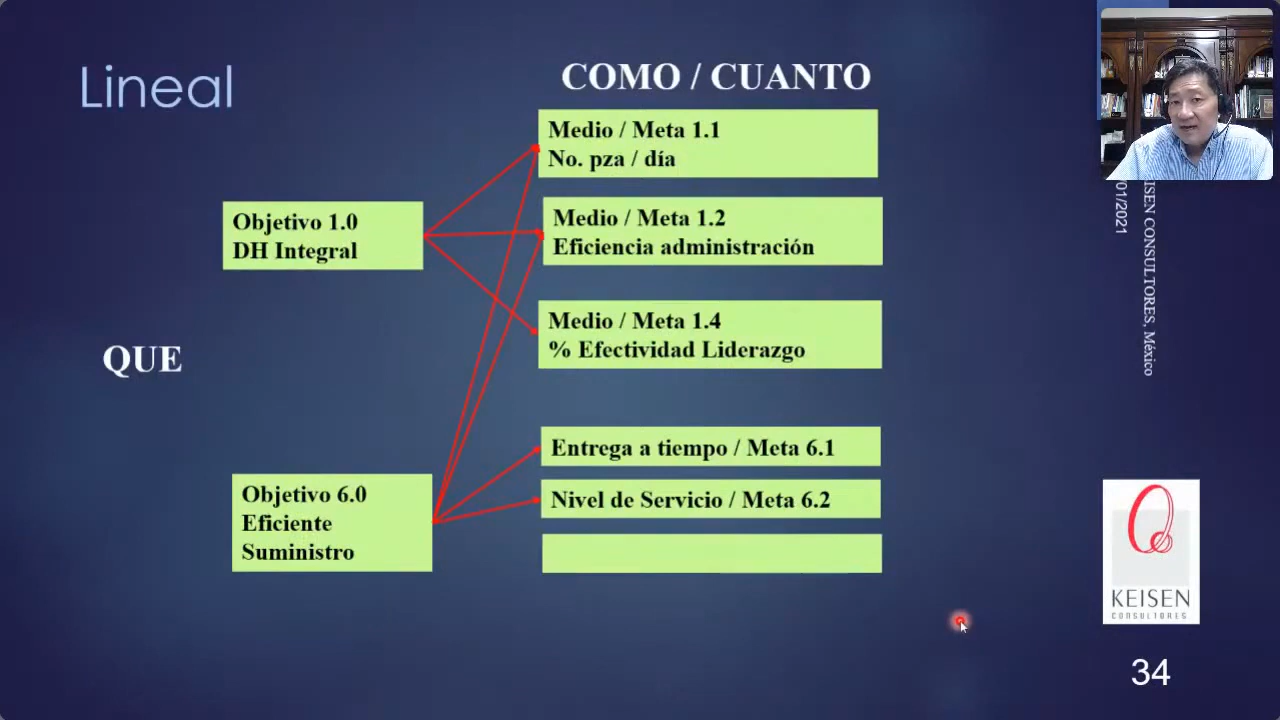 Lineal
COMO / CUANTO
Medio / Meta 1.1
No. pza / día
Objetivo 1.0
DH Integral
Medio / Meta 1.2
Eficiencia administración
Medio / Meta 1.4
% Efectividad Liderazgo
QUE
Entrega a tiempo / Meta 6.1
Objetivo 6.0
Eficiente
Suministro
Nivel de Servicio / Meta 6.2
/01/2021
EISEN CONSULTORES, México
KEISEN
CONSULTORES
34